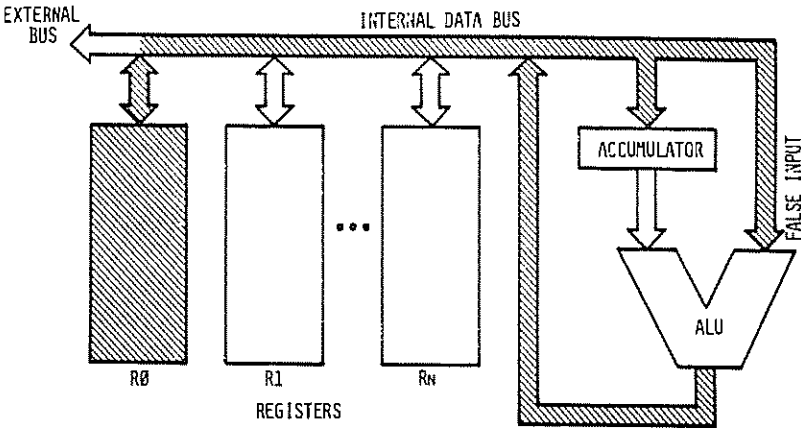 EXTERNAL
BUS
INTERNAL DATA BUS
ACCUMULATOR
FALSE INPUT
ALU
RØ
R1
RN
REGISTERS